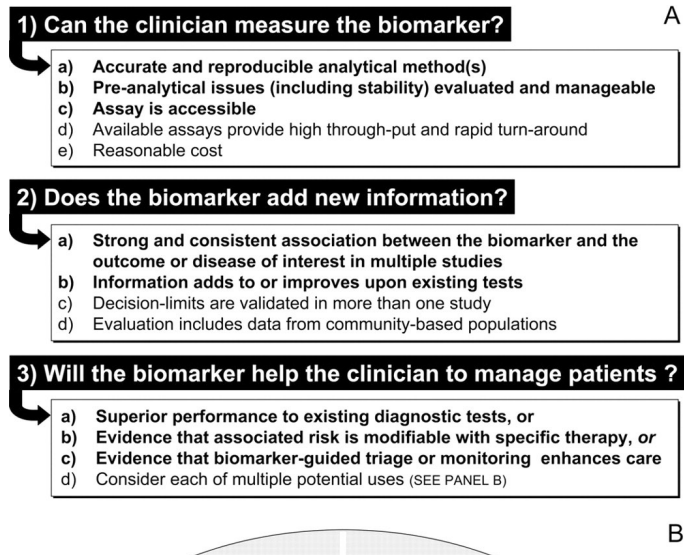 A
1) Can the clinician measure the biomarker?
a) Accurate and reproducible analytical method(s)
b) Pre-analytical issues (including stability) evaluated and manageable
c) Assay is accessible
d) Available assays provide high through-put and rapid turn-around
e) Reasonable cost
2) Does the biomarker add new information?
a) Strong and consistent association between the biomarker and the
outcome or disease of interest in multiple studies
b) Information adds to or improves upon existing tests
c) Decision-limits are validated in more than one study
d) Evaluation includes data from community-based populations
3) Will the biomarker help the clinician to manage patients ?
a) Superior performance to existing diagnostic tests, or
b) Evidence that associated risk is modifiable with specific therapy, or
c) Evidence that biomarker-guided triage or monitoring enhances care
d) Consider each of multiple potential uses (SEE PANEL B)
B